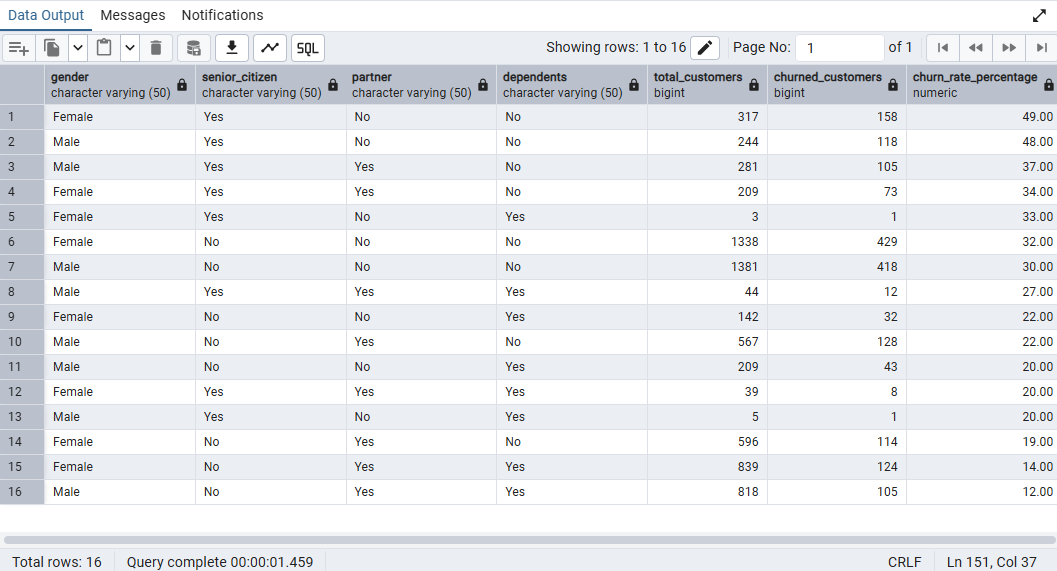 Data Output Messages Notifications
SQL Showing rows: 1 to 16 Page No: 1 of 1
gender senior_citizen partner dependents total_customers churned_customers churn_rate_percentage
character varying (50) character varying (50) character varying (50) character varying (50) bigint bigint numeric
1 Female Yes No No 317 158 49.00
2 Male Yes No No 244 118 48.00
3 Male Yes Yes No 281 105 37.00
4 Female Yes Yes No 209 73 34.00
5 Female Yes No Yes 3 1 33.00
6 Female No No No 1338 429 32.00
7 Male No No No 1381 418 30.00
8 Male Yes Yes Yes 44 12 27.00
9 Female No No Yes 142 32 22.00
10 Male No Yes No 567 128 22.00
11 Male No No Yes 209 43 20.00
12 Female Yes Yes Yes 39 8 20.00
13 Male Yes No Yes 5 1 20.00
14 Female No Yes No 596 114 19.00
15 Female No Yes Yes 839 124 14.00
16 Male No Yes Yes 818 105 12.00
Total rows: 16 Query complete 00:00:01.459 CRLF Ln 151, Col 37